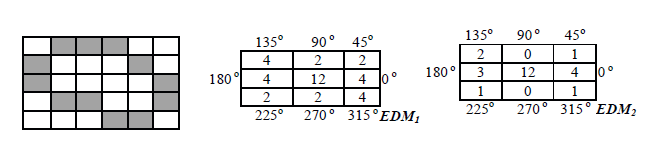 135° 90° 45°
4 2 2
180° 4 12 4 0°
2 2 4
225° 270° 315° EDM1
135° 90° 45°
2 0 1
180° 3 12 4 0°
1 0 1
225° 270° 315° EDM2